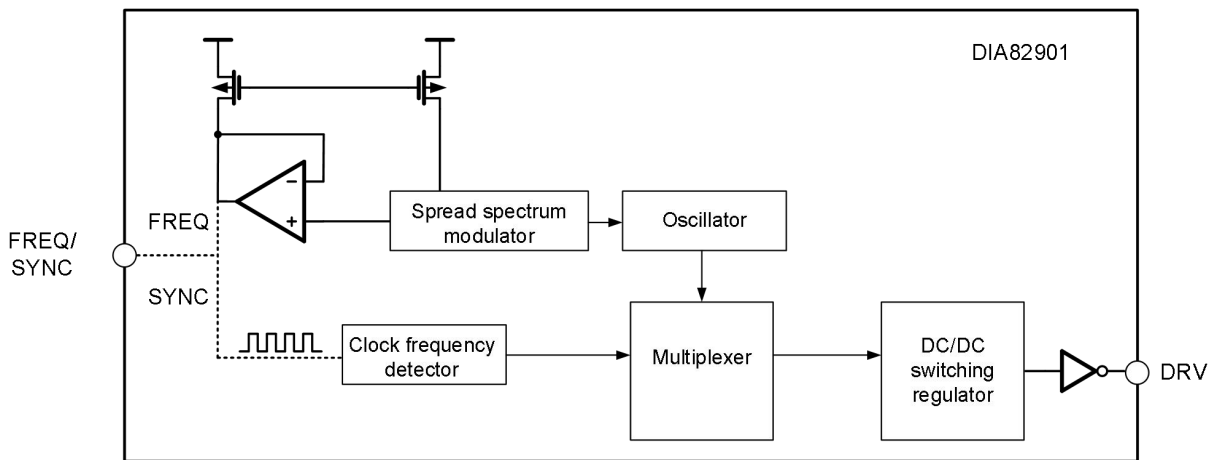 DIA82901
FREQ/
SYNC
FREQ
SYNC
−
+
Spread spectrum
modulator
Oscillator
Clock frequency
detector
Multiplexer
DC/DC
switching
regulator
DRV